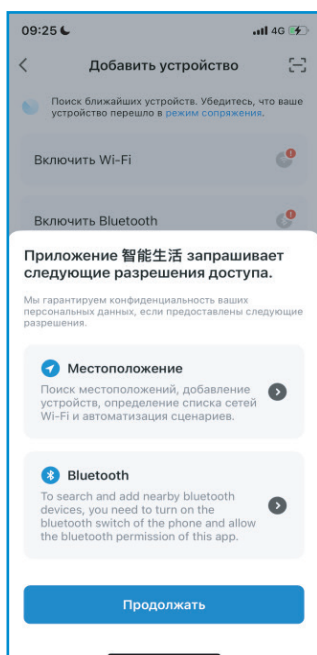 09:25
4G
Добавить устройство
Поиск ближайших устройств. Убедитесь, что ваше
устройство перешло в режим сопряжения.
Включить Wi-Fi
Включить Bluetooth
Приложение 智能生活 запрашивает
следующие разрешения доступа.
Мы гарантируем конфиденциальность ваших
персональных данных, если предоставлены следующие
разрешения.
Местоположение
Поиск местоположений, добавление
устройств, определение списка сетей
Wi-Fi и автоматизация сценариев.
Bluetooth
To search and add nearby bluetooth
devices, you need to turn on the
bluetooth switch of the phone and allow
the bluetooth permission of this app.
Продолжать